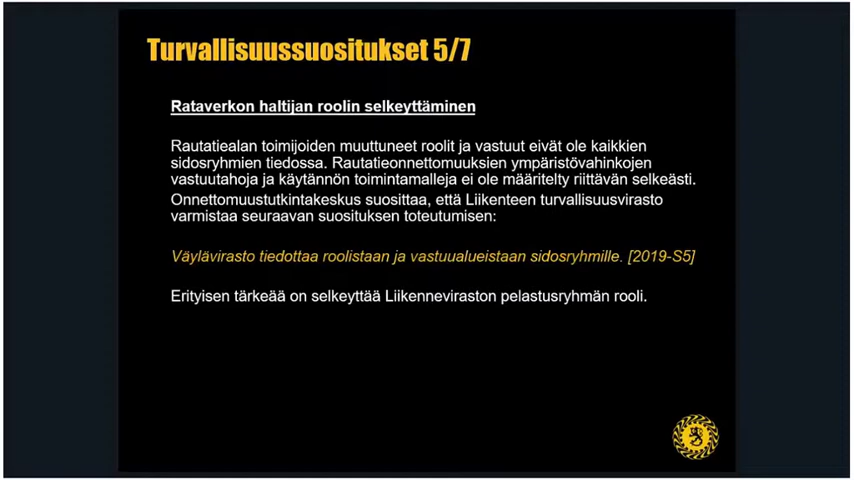 Turvallisuussuositukset 5/7
Rataverkon haltijan roolin selkeyttäminen
Rautatiealan toimijoiden muuttuneet roolit ja vastuut eivät ole kaikkien
sidosryhmien tiedossa. Rautatieonnettomuuksien ympäristövahinkojen
vastuutahoja ja käytännön toimintamalleja ei ole määritelty riittävän selkeästi.
Onnettomuustutkintakeskus suosittaa, että Liikenteen turvallisuusvirasto
varmistaa seuraavan suosituksen toteutumisen:
Väylävirasto tiedottaa roolistaan ja vastuualueistaan sidosryhmille. [2019-S5]
Erityisen tärkeää on selkeyttää Liikenneviraston pelastusryhmän rooli.